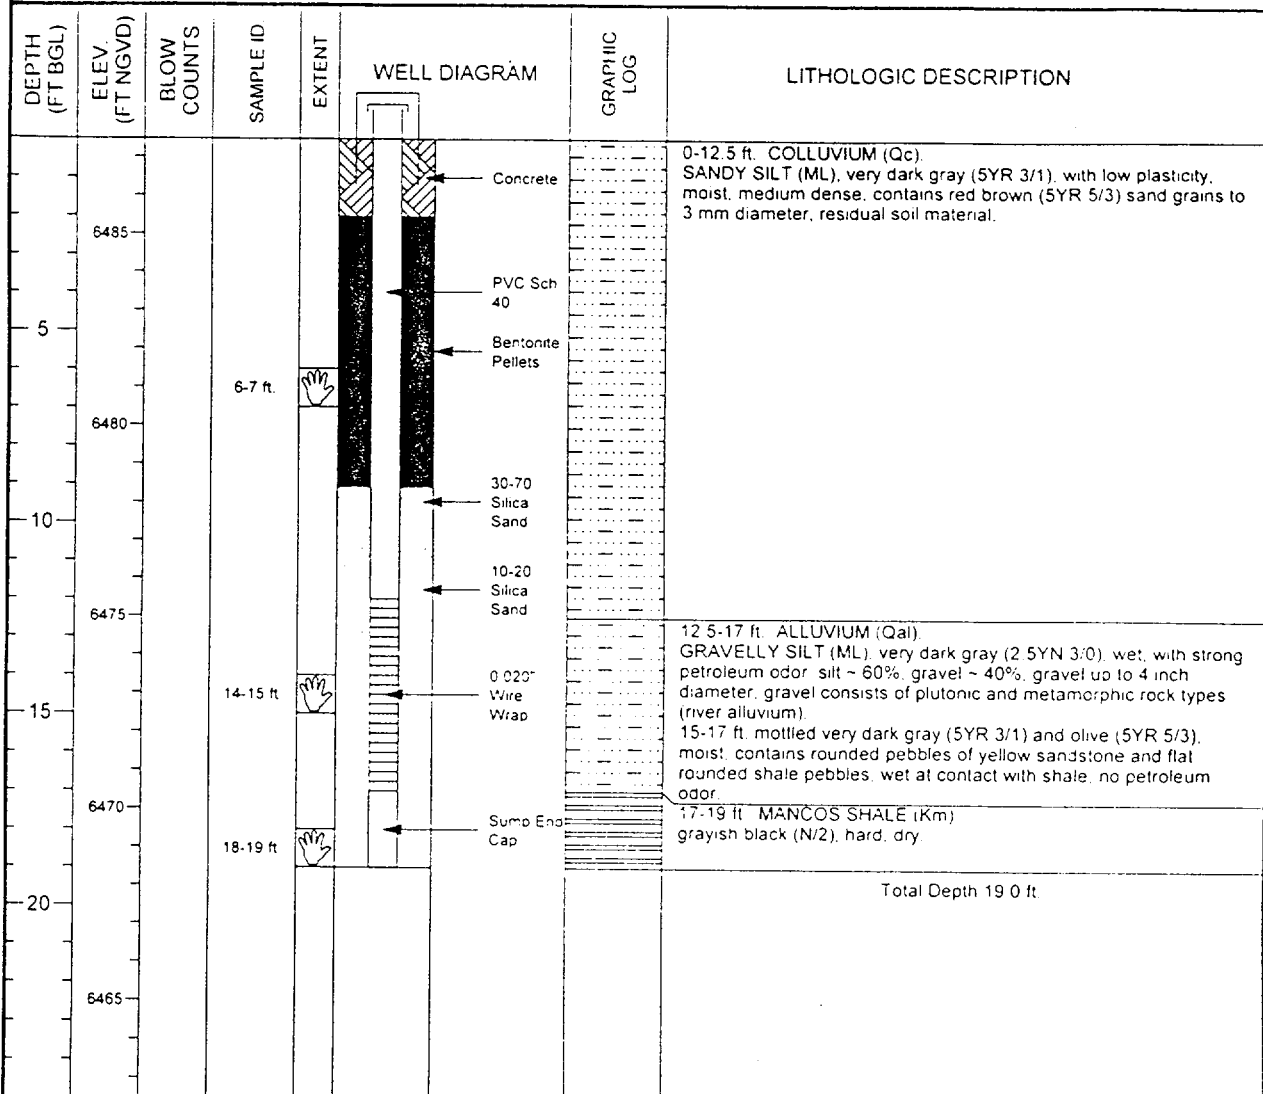 DEPTH
(FT BGL)
ELEV.
(FT NGVD)
BLOW
COUNTS
SAMPLE ID
EXTENT
WELL DIAGRAM
GRAPHIC
LOG
LITHOLOGIC DESCRIPTION
0-12.5 ft. COLLUVIUM (Qc).
SANDY SILT (ML), very dark gray (5YR 3/1), with low plasticity,
moist, medium dense, contains red brown (5YR 5/3) sand grains to
3 mm diameter, residual soil material.
Concrete
6485
PVC Sch
40
5
Bentonite
Pellets
6-7 ft.
6480
30-70
Silica
Sand
10
10-20
Silica
Sand
6475
12.5-17 ft. ALLUVIUM (Qal).
GRAVELLY SILT (ML), very dark gray (2.5YN 3/0), wet, with strong
petroleum odor, silt ~ 60%, gravel ~ 40%, gravel up to 4 inch
diameter, gravel consists of plutonic and metamorphic rock types
(river alluvium).
15-17 ft. mottled very dark gray (5YR 3/1) and olive (5YR 5/3),
moist, contains rounded pebbles of yellow sandstone and flat
rounded shale pebbles, wet at contact with shale, no petroleum
odor.
14-15 ft
0.020"
Wire
Wrap
15
6470
17-19 ft. MANCOS SHALE (Km)
grayish black (N/2), hard, dry.
Sump End
Cap
18-19 ft
Total Depth 19.0 ft.
20
6465